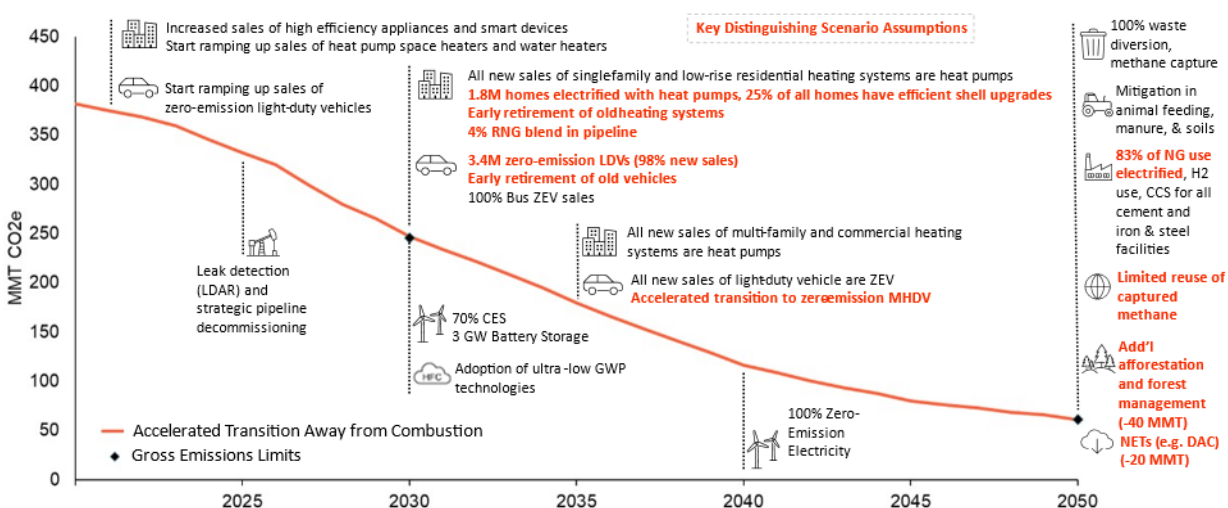 Increased sales of high efficiency appliances and smart devices
Start ramping up sales of heat pump space heaters and water heaters
Start ramping up sales of
zero-emission light-duty vehicles
Key Distinguishing Scenario Assumptions
All new sales of singlefamily and low-rise residential heating systems are heat pumps
1.8M homes electrified with heat pumps, 25% of all homes have efficient shell upgrades
Early retirement of oldheating systems
4% RNG blend in pipeline
3.4M zero-emission LDVs (98% new sales)
Early retirement of old vehicles
100% Bus ZEV sales
All new sales of multi-family and commercial heating
systems are heat pumps
All new sales of light-duty vehicle are ZEV
Accelerated transition to zero-emission MHDV
Leak detection
(LDAR) and
strategic pipeline
decommissioning
70% CES
3 GW Battery Storage
HFC
Adoption of ultra-low GWP
technologies
100% Zero-
Emission
Electricity
100% waste
diversion,
methane capture
Mitigation in
animal feeding,
manure, & soils
83% of NG use
electrified, H2
use, CCS for all
cement and
iron & steel
facilities
Limited reuse of
captured
methane
Add'l
afforestation
and forest
management
(-40 MMT)
NETs (e.g. DAC)
(-20 MMT)
MMT CO2e
450
400
350
300
250
200
150
100
50
0
Accelerated Transition Away from Combustion
Gross Emissions Limits
2025
2030
2035
2040
2045
2050